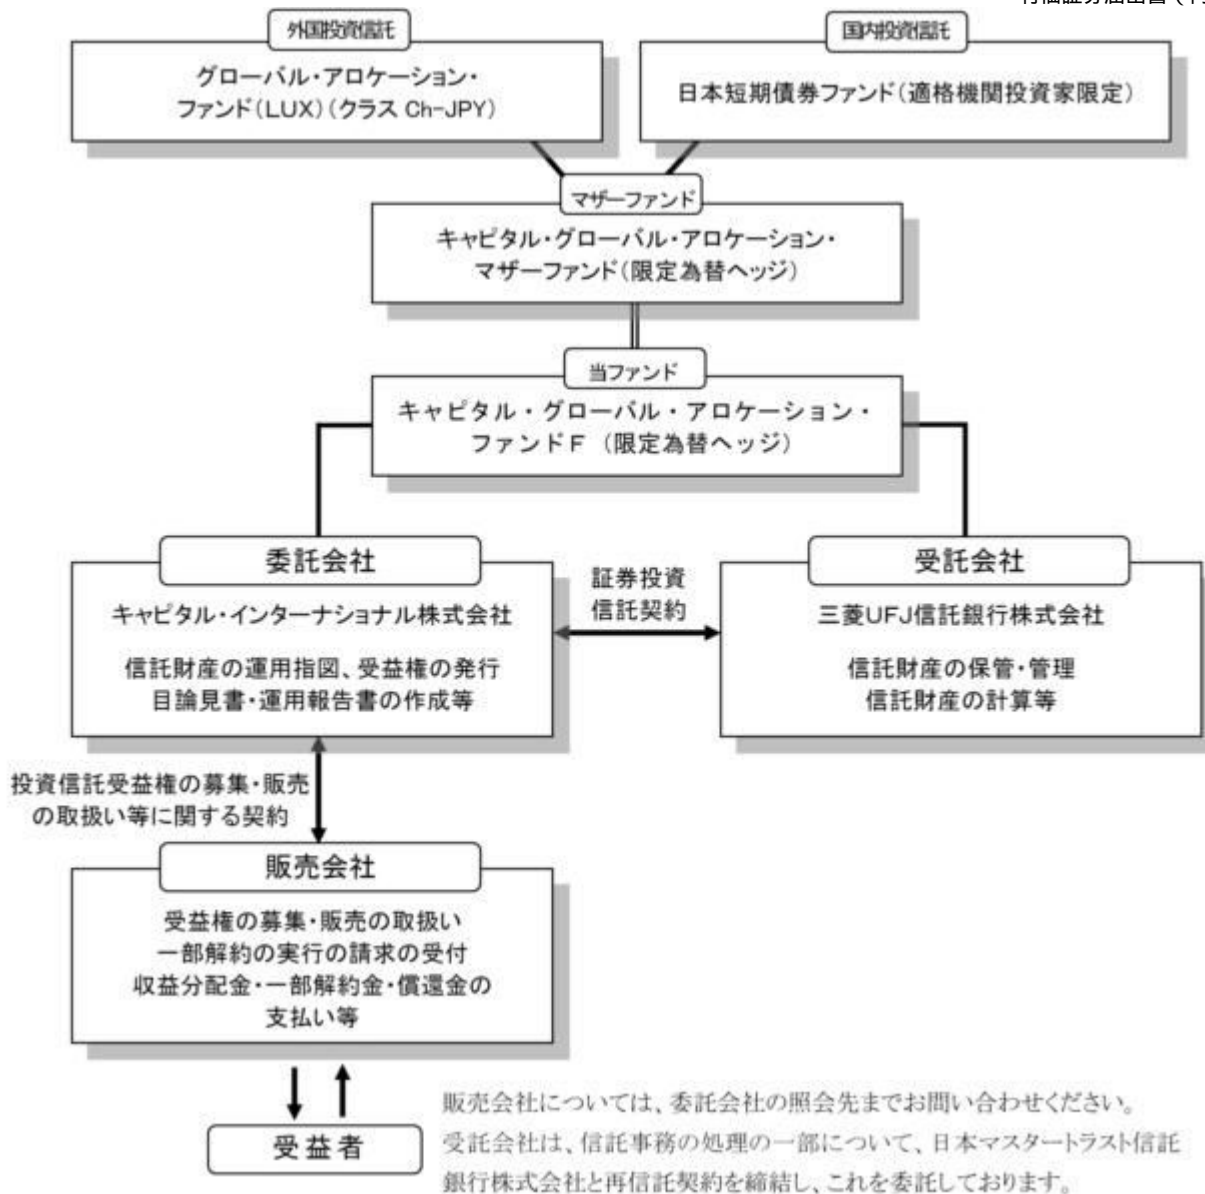 外国投資信託
グローバル・アロケーション・
ファンド(LUX)(クラス Ch-JPY)
国内投資信託
日本短期債券ファンド(適格機関投資家限定)
マザーファンド
キャピタル・グローバル・アロケーション・
マザーファンド(限定為替ヘッジ)
当ファンド
キャピタル・グローバル・アロケーション・
ファンドF (限定為替ヘッジ)
委託会社
キャピタル・インターナショナル株式会社
信託財産の運用指図、受益権の発行
目論見書・運用報告書の作成等
証券投資
信託契約
受託会社
三菱UFJ信託銀行株式会社
信託財産の保管・管理
信託財産の計算等
投資信託受益権の募集・販売
の取扱い等に関する契約
販売会社
受益権の募集・販売の取扱い
一部解約の実行の請求の受付
収益分配金・一部解約金・償還金の
支払い等
受益者
販売会社については、委託会社の照会先までお問い合わせください。
受託会社は、信託事務の処理の一部について、日本マスタートラスト信託
銀行株式会社と再信託契約を締結し、これを委託しております。